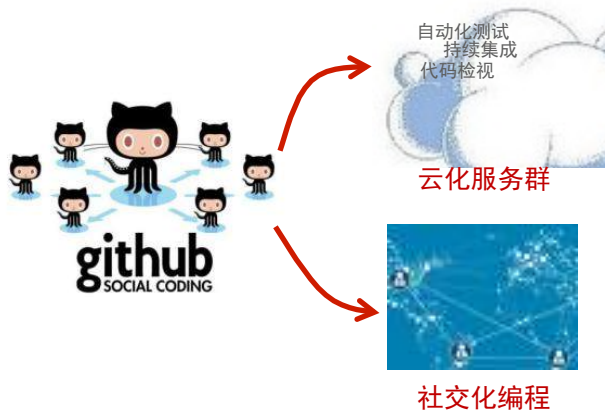 自动化测试
持续集成
代码检视
云化服务群
github
SOCIAL CODING
社交化编程